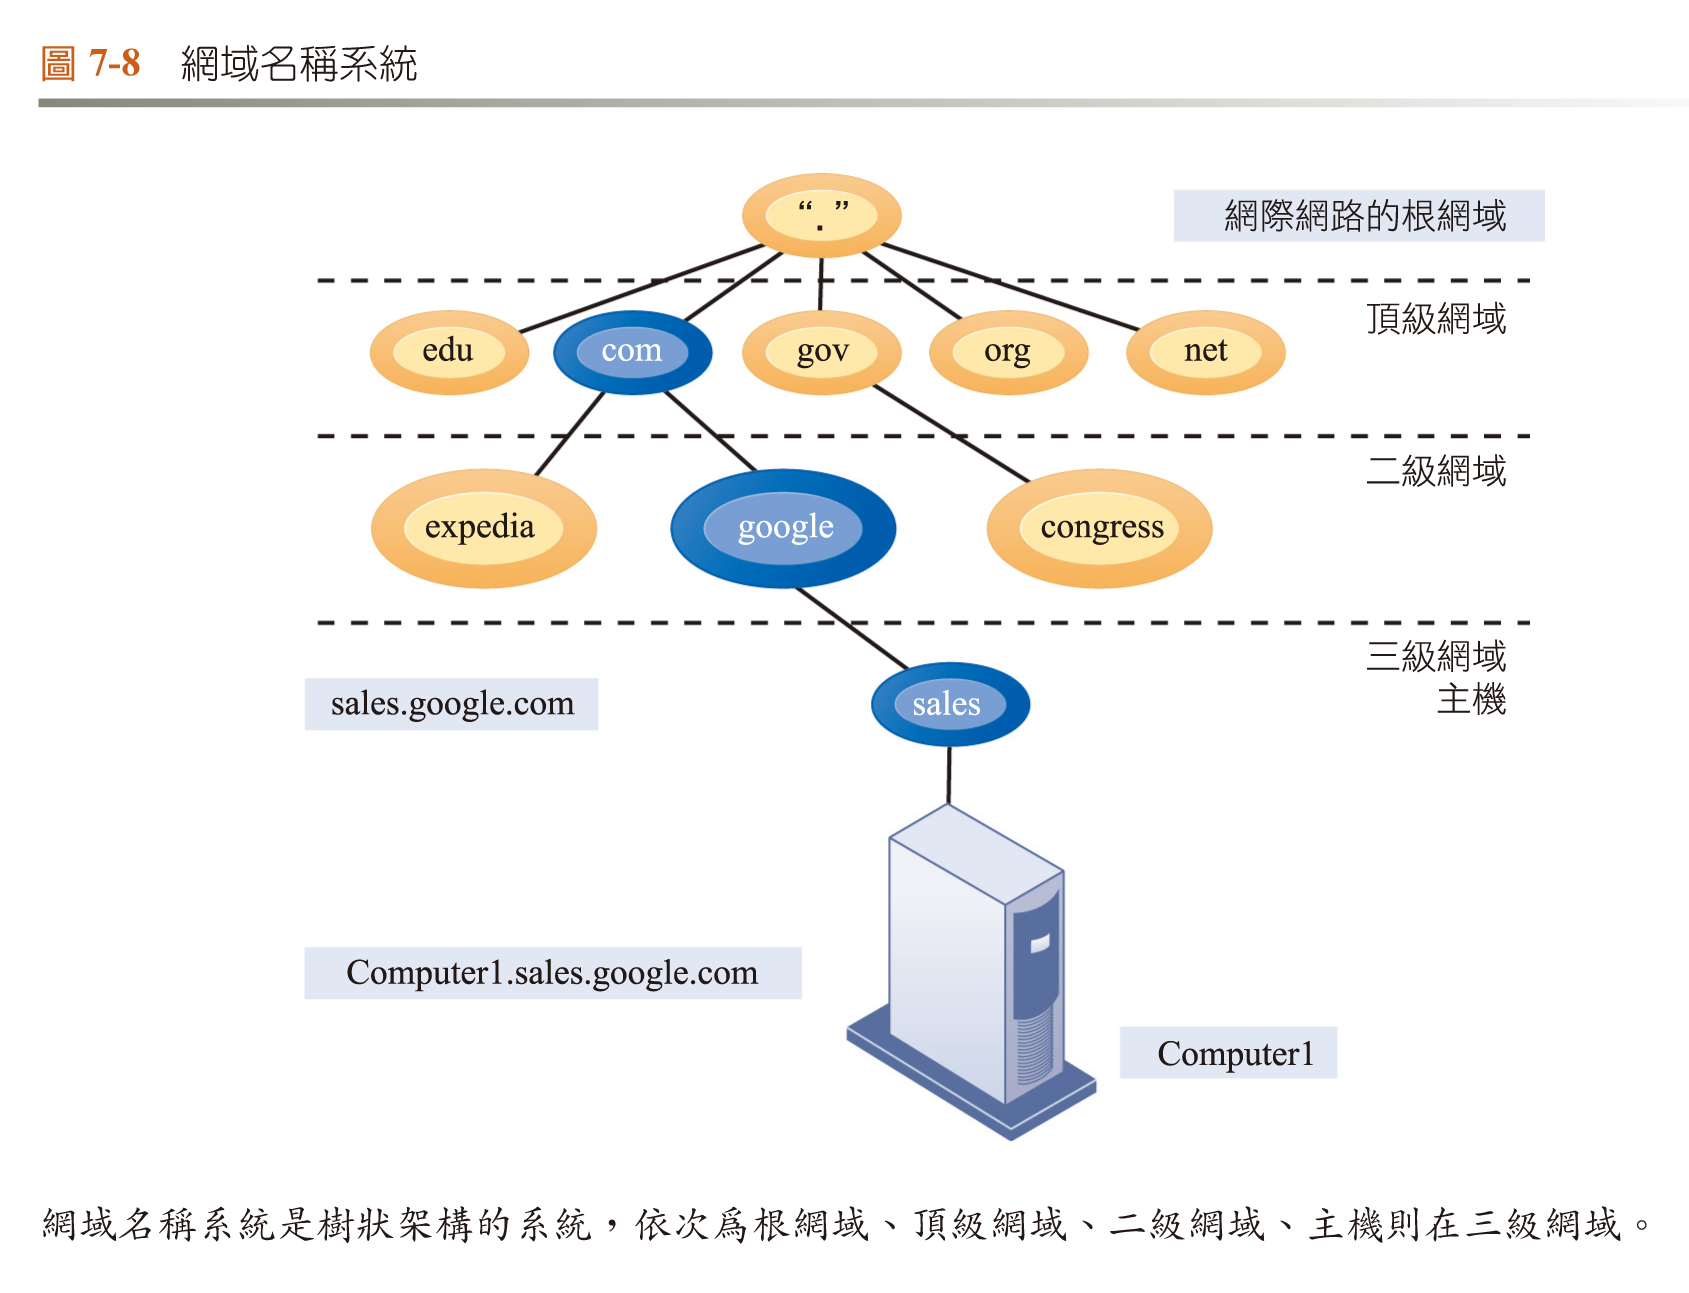 圖 7-8 網域名稱系統
“.”
網際網路的根網域
頂級網域
edu com gov org net
二級網域
expedia google congress
三級網域
主機
sales.google.com
sales
Computer1.sales.google.com
Computer1
網域名稱系統是樹狀架構的系統，依次爲根網域、頂級網域、二級網域、主機則在三級網域。